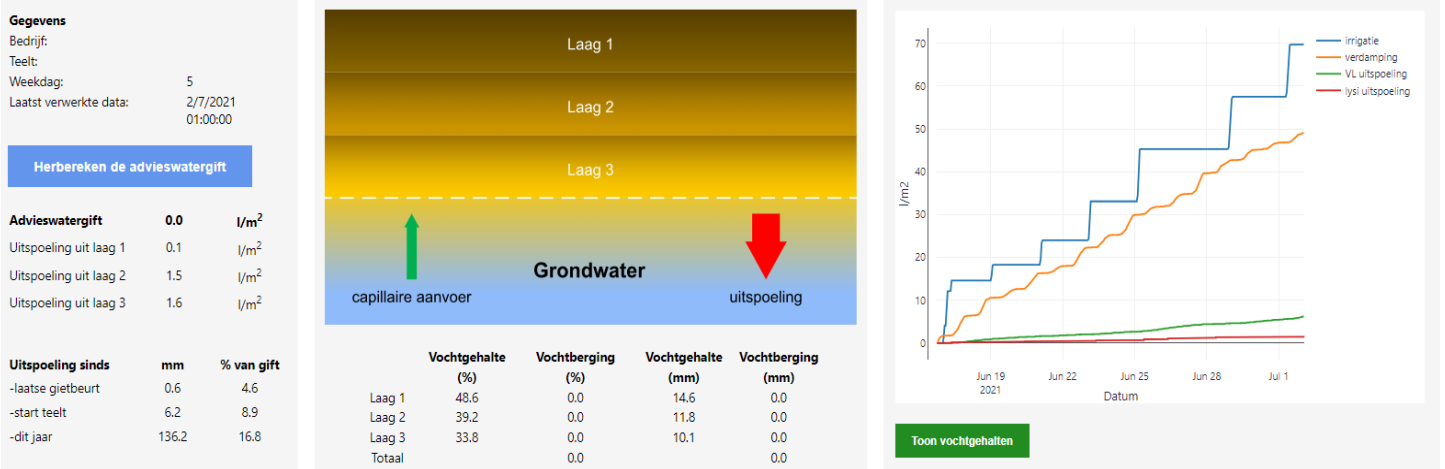 Gegevens
Bedrijf:
Teelt:
Weekdag: 5
Laatst verwerkte data: 2/7/2021
01:00:00
Herbereken de advieswatergift
Advieswatergift 0.0 l/m2
Uitspoeling uit laag 1 0.1 l/m2
Uitspoeling uit laag 2 1.5 l/m2
Uitspoeling uit laag 3 1.6 l/m2
Uitspoeling sinds mm % van gift
-laatse gietbeurt 0.6 4.6
-start teelt 6.2 8.9
-dit jaar 136.2 16.8
Laag 1
Laag 2
Laag 3
Grondwater
capillaire aanvoer uitspoeling
Vochtgehalte Vochtberging Vochtgehalte Vochtberging
(%) (%) (mm) (mm)
Laag 1 48.6 0.0 14.6 0.0
Laag 2 39.2 0.0 11.8 0.0
Laag 3 33.8 0.0 10.1 0.0
Totaal 0.0 0.0
70
60
50
40
30
20
10
0
l/m2
Jun 19 Jun 22 Jun 25 Jun 28 Jul 1
2021
Datum
irrigatie
verdamping
VL uitspoeling
lysi uitspoeling
Toon vochtgehalten